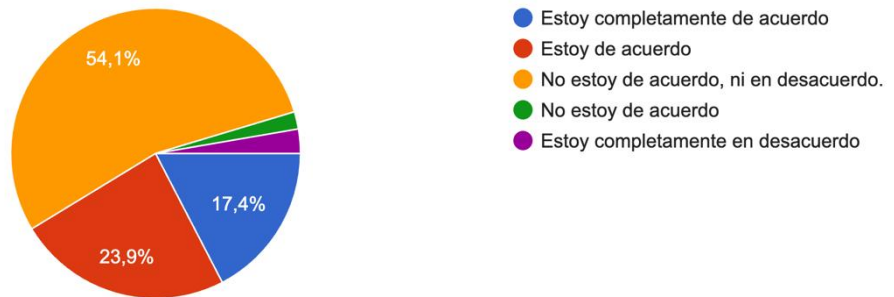 54,1%
17,4%
23,9%
Estoy completamente de acuerdo
Estoy de acuerdo
No estoy de acuerdo, ni en desacuerdo.
No estoy de acuerdo
Estoy completamente en desacuerdo